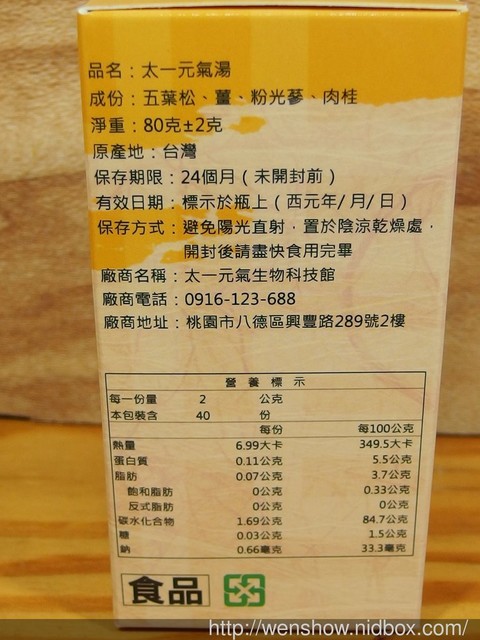 品名：太一元氣湯
成份：五葉松、薑、粉光蔘、肉桂
淨重：80克±2克
原產地：台灣
保存期限：24個月（未開封前）
有效日期：標示於瓶上（西元年/月/日）
保存方式：避免陽光直射，置於陰涼乾燥處，
開封後請盡快食用完畢
廠商名稱：太一元氣生物科技館
廠商電話：0916-123-688
廠商地址：桃園市八德區興豐路289號2樓
營養標示
每一份量 2 公克
本包裝含 40 份
每份 每100公克
熱量 6.99大卡 349.5大卡
蛋白質 0.11公克 5.5公克
脂肪 0.07公克 3.7公克
飽和脂肪 0公克 0.33公克
反式脂肪 0公克 0公克
碳水化合物 1.69公克 84.7公克
糖 0.03公克 1.5公克
鈉 0.66毫克 33.3毫克
食品
http://wenshow.nidbox.com/